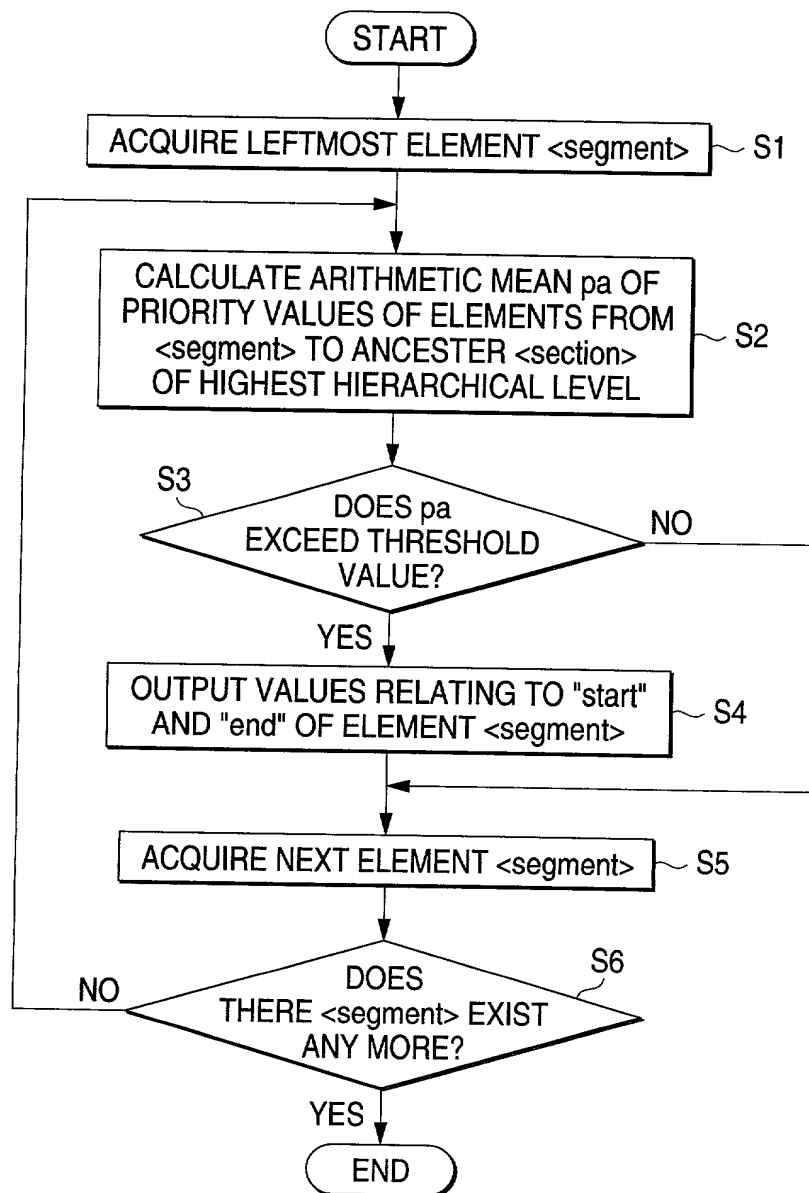 START
ACQUIRE LEFTMOST ELEMENT <segment>
S1
CALCULATE ARITHMETIC MEAN pa OF
PRIORITY VALUES OF ELEMENTS FROM
<segment> TO ANCESTER <section>
OF HIGHEST HIERARCHICAL LEVEL
S2
S3
DOES pa
EXCEED THRESHOLD
VALUE?
NO
YES
OUTPUT VALUES RELATING TO "start"
AND "end" OF ELEMENT <segment>
S4
ACQUIRE NEXT ELEMENT <segment>
S5
S6
DOES
THERE <segment> EXIST
ANY MORE?
NO
YES
END